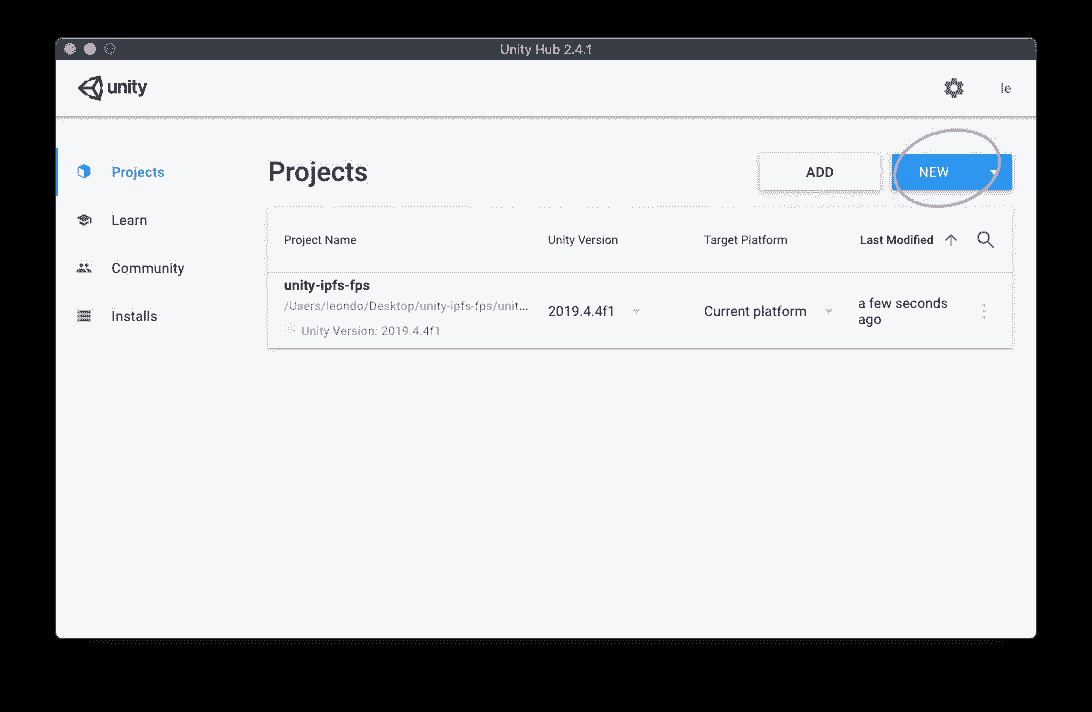 Unity Hub 2.4.1
unity
le
Projects
Learn
Community
Installs
Projects
ADD
NEW
Project Name
Unity Version
Target Platform
Last Modified
unity-ipfs-fps
/Users/leondo/Desktop/unity-ipfs-fps/unit...
Unity Version: 2019.4.4f1
2019.4.4f1
Current platform
a few seconds
ago